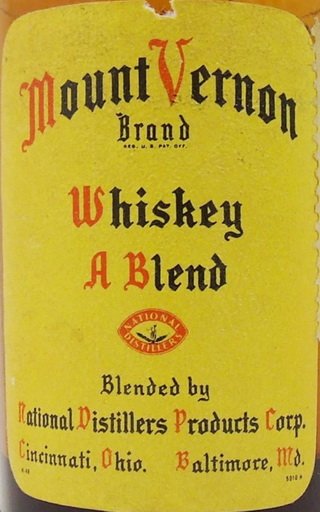 Mount Vernon
Brand
REG. U. S. PAT. OFF.
Whiskey
A Blend
NATIONAL
DISTILLERS
Blended by
National Distillers Products Corp.
Cincinnati, Ohio. Baltimore, Md.